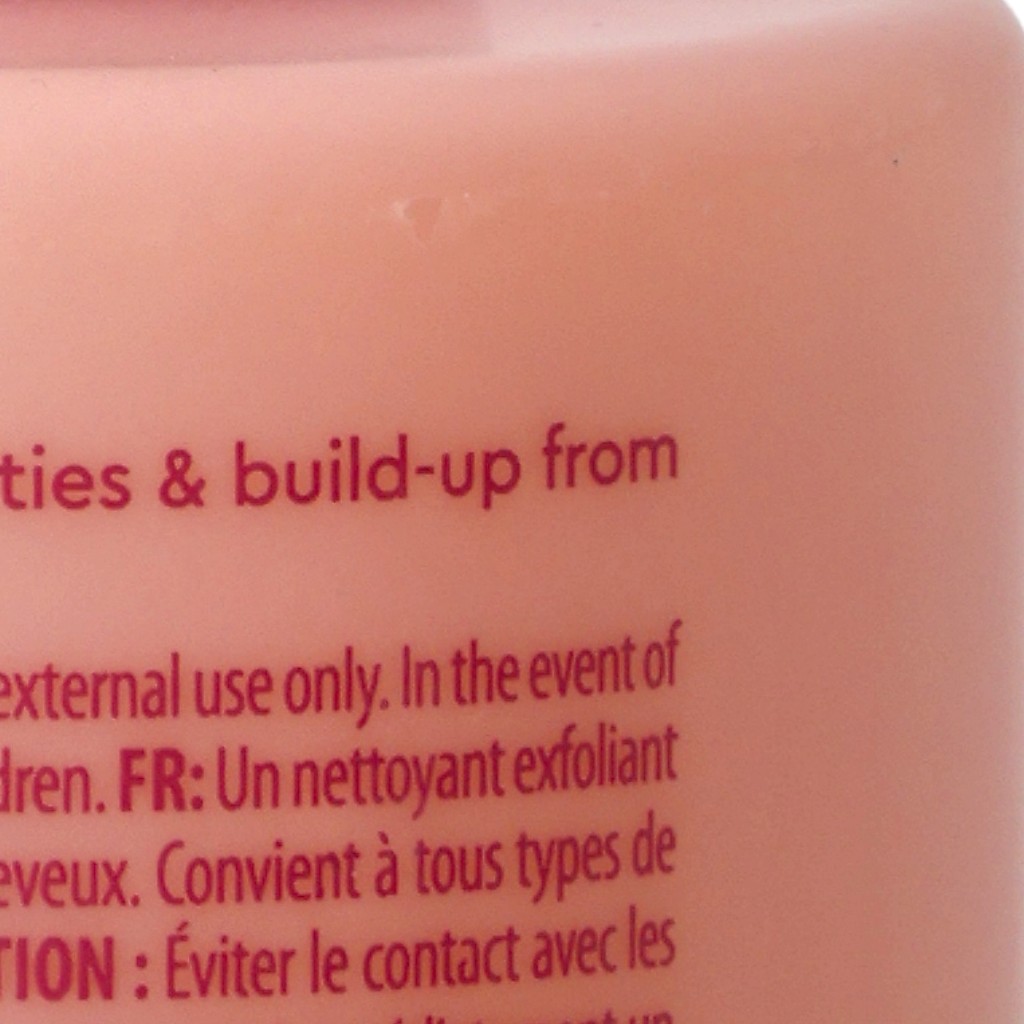 ties & build-up from
external use only. In the event of
dren. FR: Un nettoyant exfoliant
eveux. Convient à tous types de
TION : Éviter le contact avec les